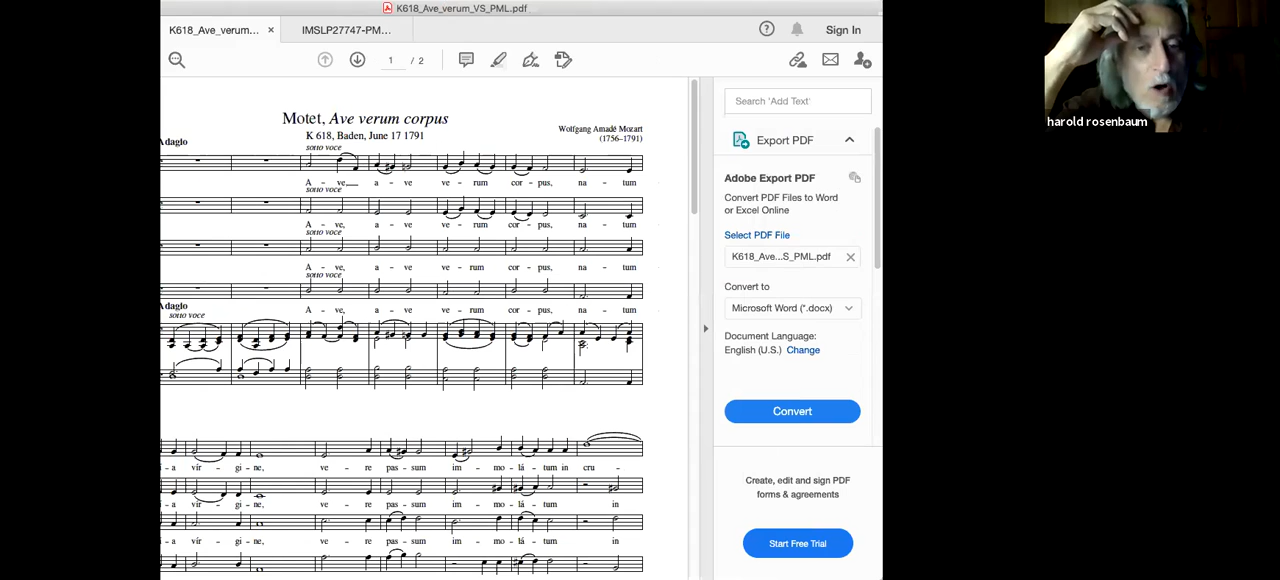 K618_Ave_verum_VS_PML.pdf
K618_Ave_verum... × IMSLP27747-PM...
Sign In
1 / 2
Search 'Add Text'
Motet, Ave verum corpus
K 618, Baden, June 17 1791
Wolfgang Amadé Mozart
(1756–1791)
Adagio
sotto voce
A - ve, a - ve ve - rum cor - pus, na - tum
sotto voce
A - ve, a - ve ve - rum cor - pus, na - tum
sotto voce
A - ve, a - ve ve - rum cor - pus, na - tum
sotto voce
A - ve, a - ve ve - rum cor - pus, na - tum
Adagio
sotto voce
i - a vír - gi - ne, ve - re pas - sum im - mo - lá - tum in cru -
i - a vír - gi - ne, ve - re pas - sum im - mo - lá - tum in
i - a vír - gi - ne, ve - re pas - sum im - mo - lá - tum in
Export PDF
Adobe Export PDF
Convert PDF Files to Word
or Excel Online
Select PDF File
K618_Ave...S_PML.pdf
Convert to
Microsoft Word (*.docx)
Document Language:
English (U.S.) Change
Convert
Create, edit and sign PDF
forms & agreements
Start Free Trial
harold rosenbaum